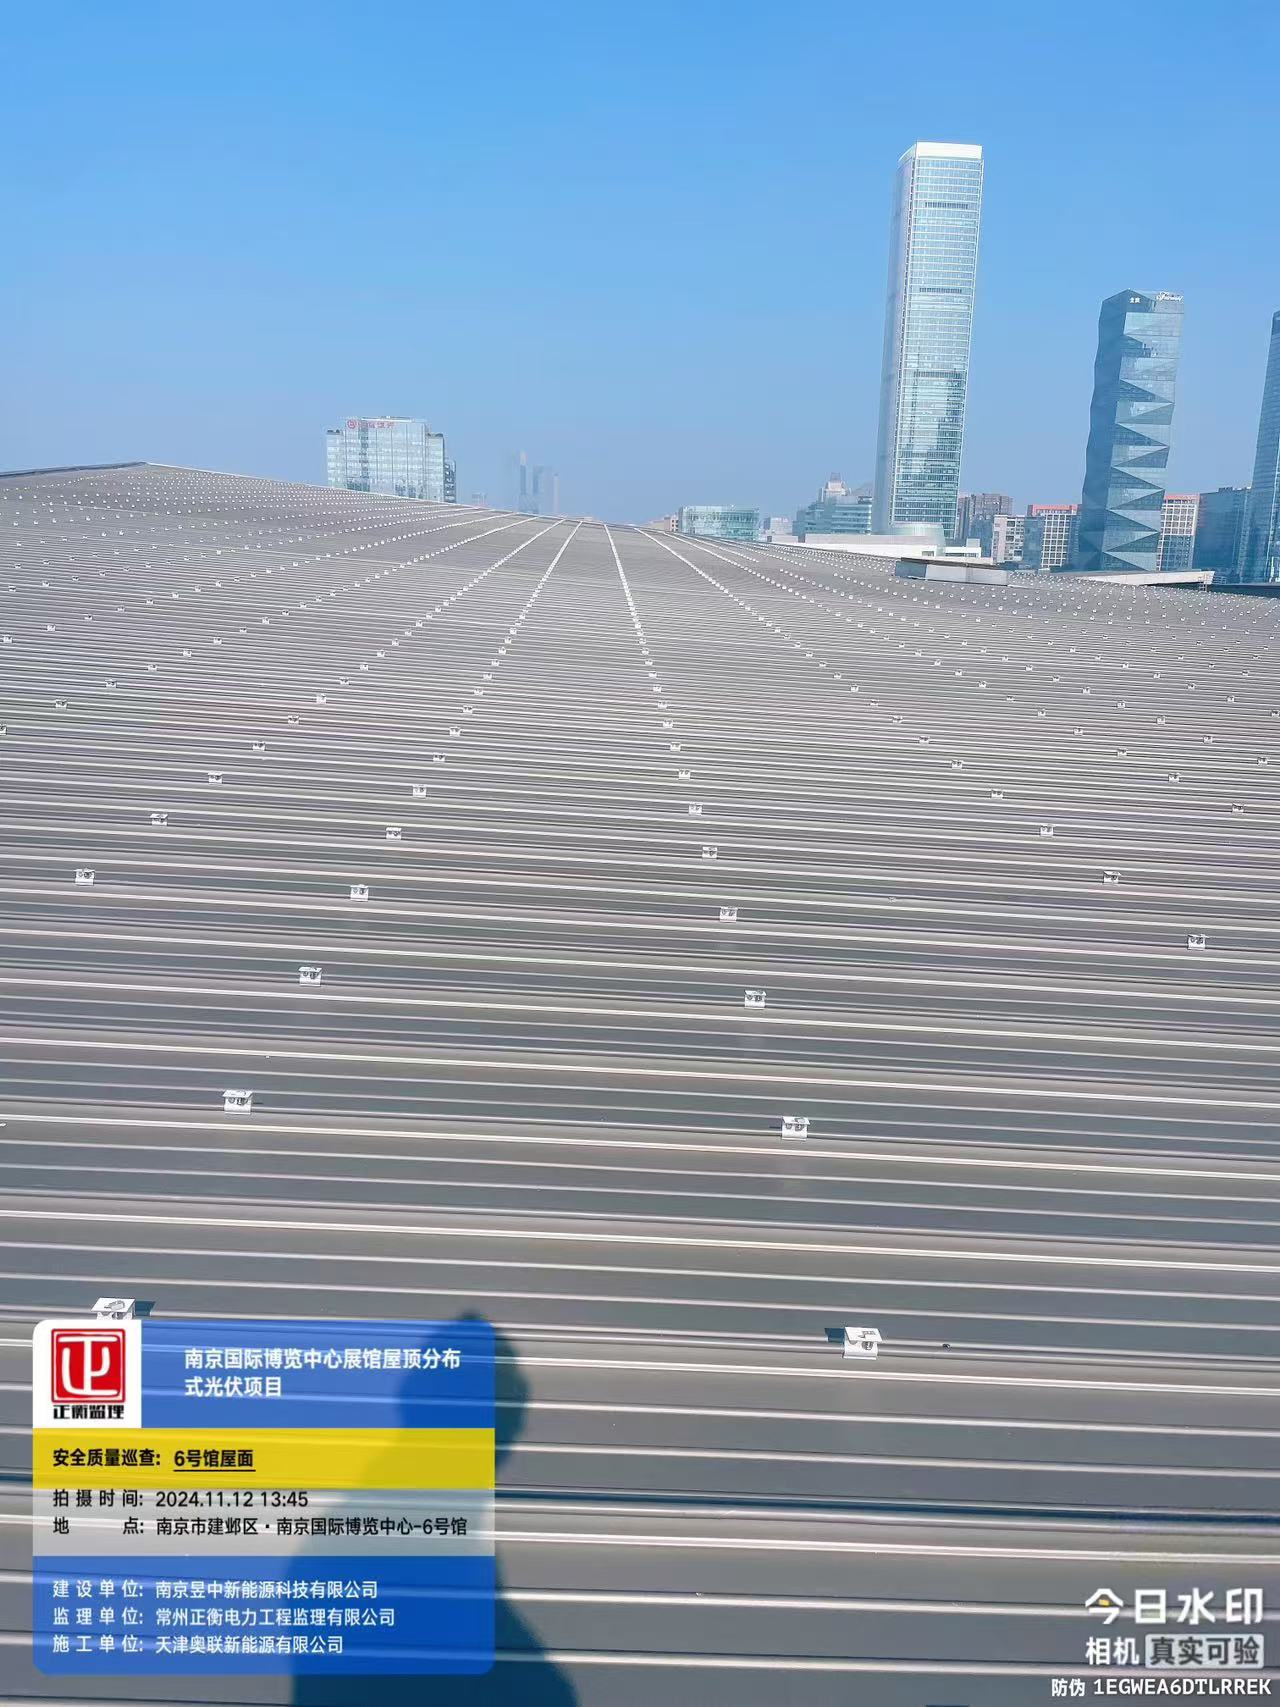 正衡监理
南京国际博览中心展馆屋顶分布
式光伏项目
安全质量巡查: 6号馆屋面
拍摄时间: 2024.11.12 13:45
地 点: 南京市建邺区·南京国际博览中心-6号馆
建设单位: 南京昱中新能源科技有限公司
监理单位: 常州正衡电力工程监理有限公司
施工单位: 天津奥联新能源有限公司
今日水印
相机 真实可验
防伪 1EGWEA6DTLRREK